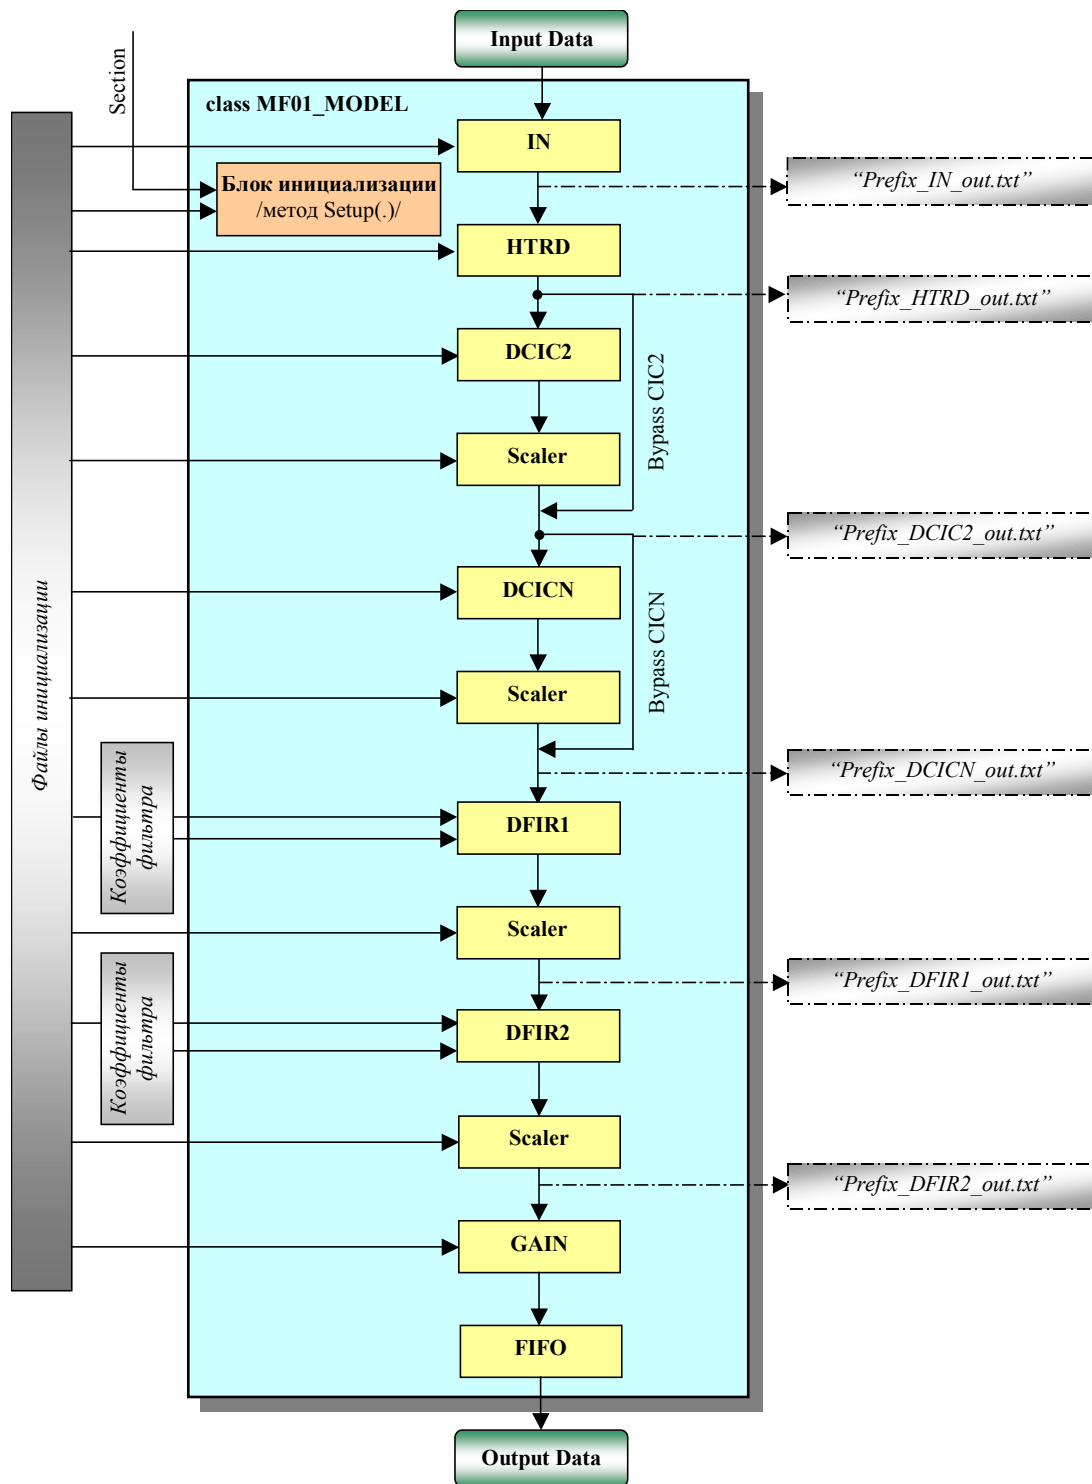 Input Data
Section
class MF01_MODEL
IN
Блок инициализации
/метод Setup(.)/
“Prefix_IN_out.txt”
HTRD
“Prefix_HTRD_out.txt”
DCIC2
Bypass CIC2
Scaler
“Prefix_DCIC2_out.txt”
DCICN
Bypass CICN
Файлы инициализации
Scaler
“Prefix_DCICN_out.txt”
Коэффициенты
фильтра
DFIR1
Scaler
“Prefix_DFIR1_out.txt”
Коэффициенты
фильтра
DFIR2
Scaler
“Prefix_DFIR2_out.txt”
GAIN
FIFO
Output Data